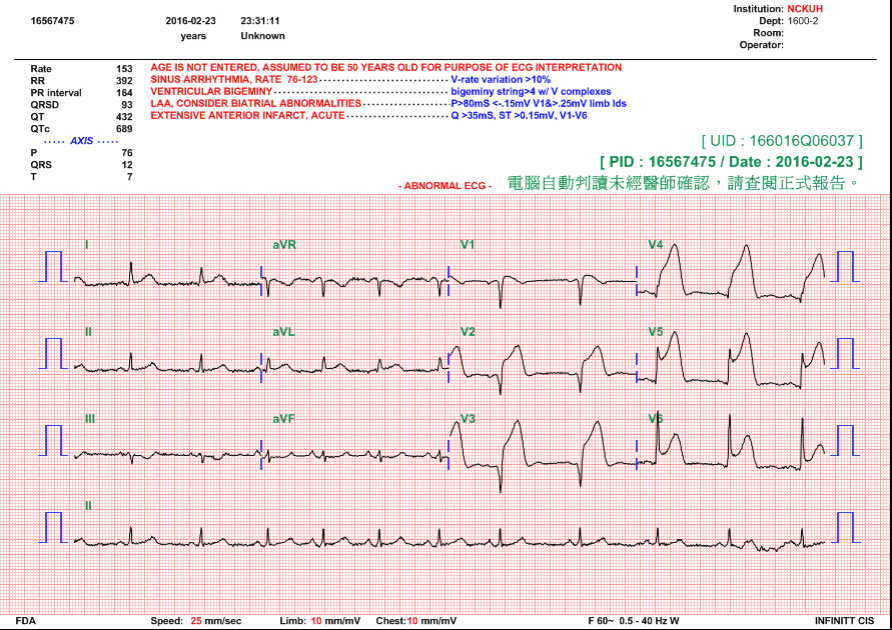 Institution: NCKUH
16567475 2016-02-23 23:31:11 Dept: 1600-2
years Unknown Room:
Operator:
Rate 153 AGE IS NOT ENTERED, ASSUMED TO BE 50 YEARS OLD FOR PURPOSE OF ECG INTERPRETATION
RR 392 SINUS ARRHYTHMIA, RATE 76-123 V-rate variation >10%
PR interval 164 VENTRICULAR BIGEMINY bigeminy string>4 w/ V complexes
QRSD 93 LAA, CONSIDER BIATRIAL ABNORMALITIES P>80mS <-.15mV V1&>.25mV limb lds
QT 432 EXTENSIVE ANTERIOR INFARCT, ACUTE Q >35mS, ST >0.15mV, V1-V6
QTc 689
----- AXIS -----
[ UID : 166016Q06037 ]
P 76
QRS 12 [ PID : 16567475 / Date : 2016-02-23 ]
T 7
- ABNORMAL ECG - 電腦自動判讀未經醫師確認，請查閱正式報告。
I aVR V1 V4
II aVL V2 V5
III aVF V3 V6
II
FDA Speed: 25 mm/sec Limb: 10 mm/mV Chest: 10 mm/mV F 60~ 0.5 - 40 Hz W INFINITT CIS